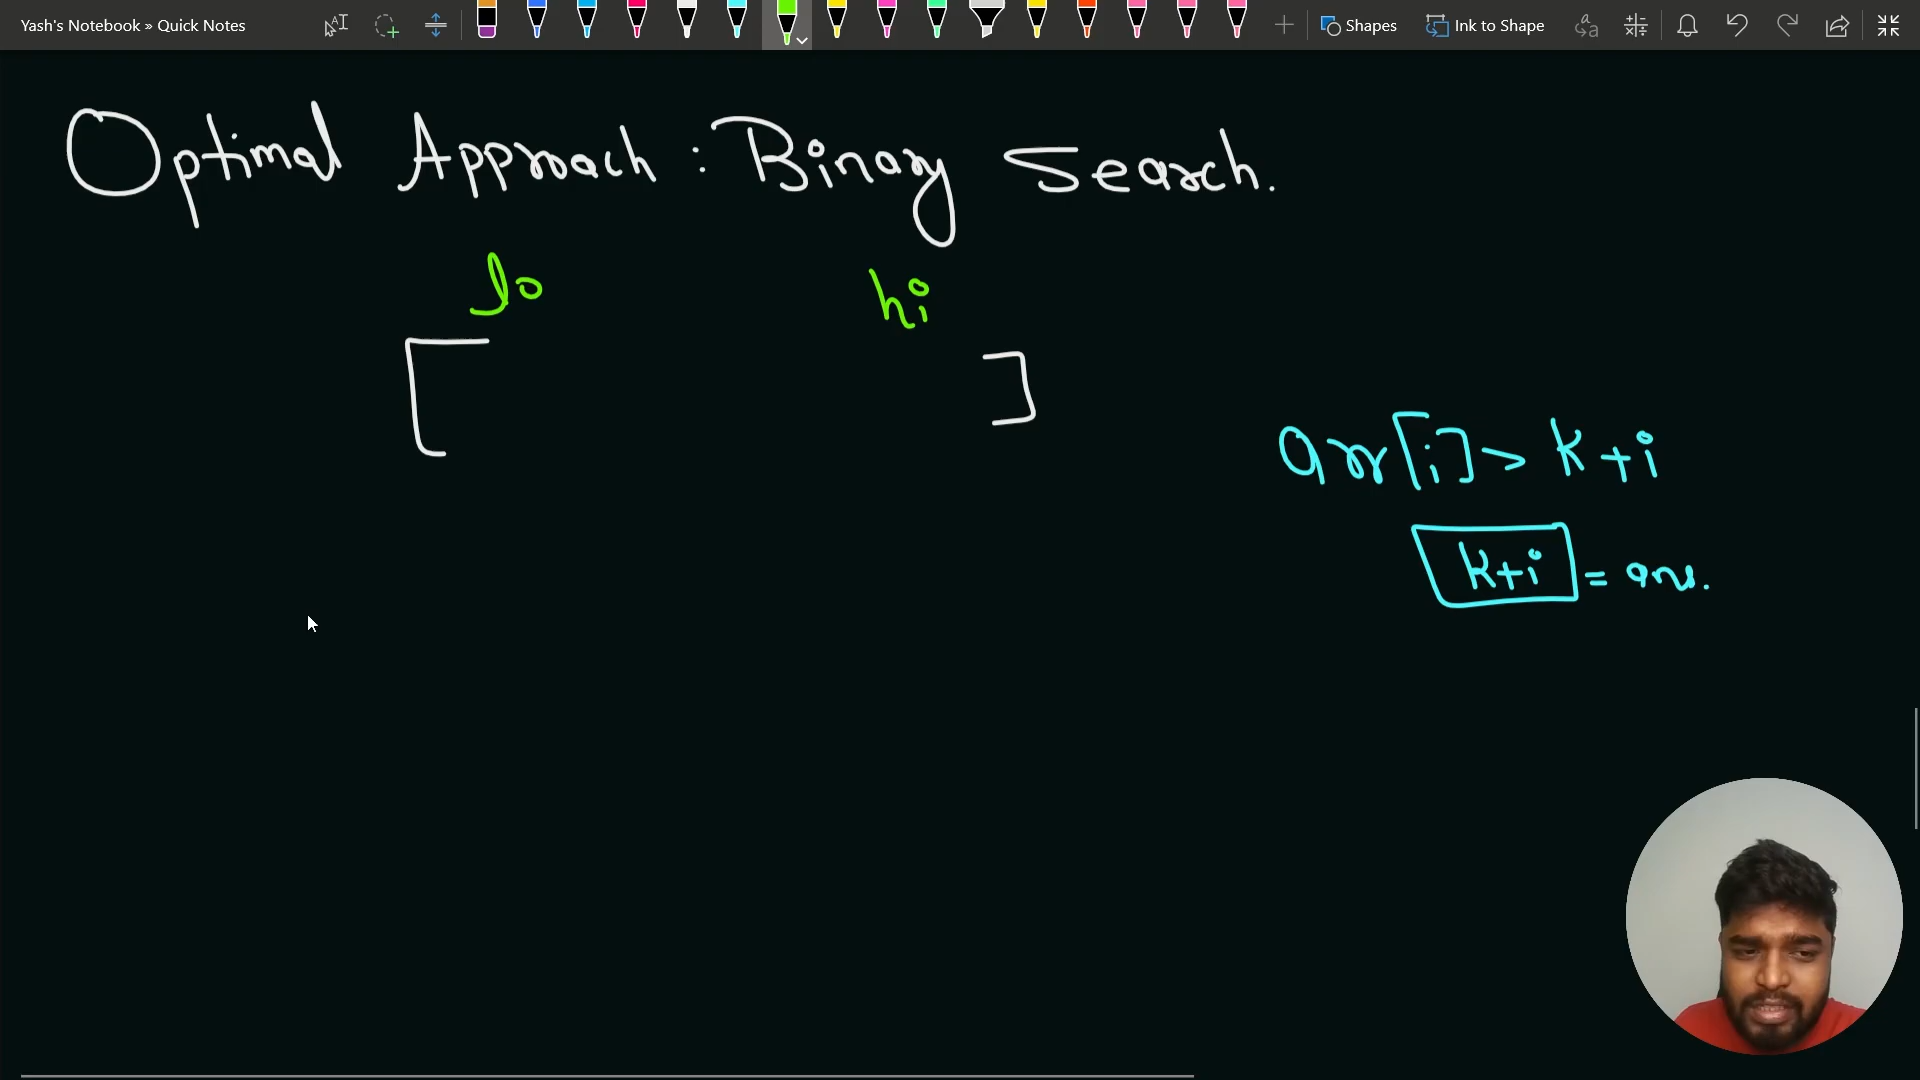 Yash's Notebook » Quick Notes
Shapes
Ink to Shape
Optimal Approach : Binary Search.
lo hi
[ ]
arr[i] > k+i
k+i = ans.